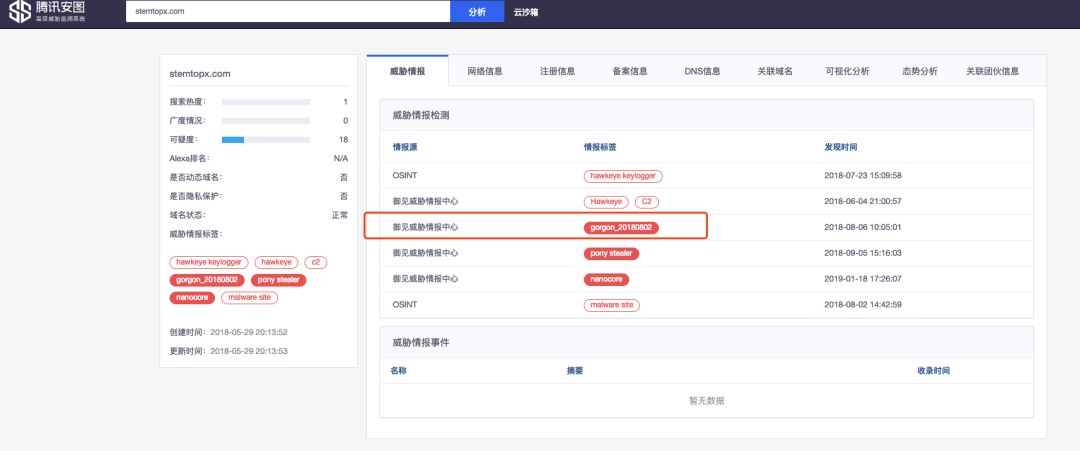 腾讯安图
高级威胁追溯系统
stemtopx.com
分析
云沙箱
stemtopx.com
搜索热度：
1
广度情况：
0
可疑度：
18
Alexa排名：
N/A
是否动态域名：
否
是否隐私保护：
否
域名状态：
正常
威胁情报标签：
hawkeye keylogger
hawkeye
c2
gorgon_20180802
pony stealer
nanocore
malware site
创建时间： 2018-05-29 20:13:52
更新时间： 2018-05-29 20:13:53
威胁情报
网络信息
注册信息
备案信息
DNS信息
关联域名
可视化分析
态势分析
关联团伙信息
威胁情报检测
情报源 情报标签 发现时间
OSINT hawkeye keylogger 2018-07-23 15:09:58
御见威胁情报中心 Hawkeye C2 2018-06-04 21:00:57
御见威胁情报中心 gorgon_20180802 2018-08-06 10:05:01
御见威胁情报中心 pony stealer 2018-09-05 15:16:03
御见威胁情报中心 nanocore 2019-01-18 17:26:07
OSINT malware site 2018-08-02 14:42:59
威胁情报事件
名称 摘要 收录时间
暂无数据